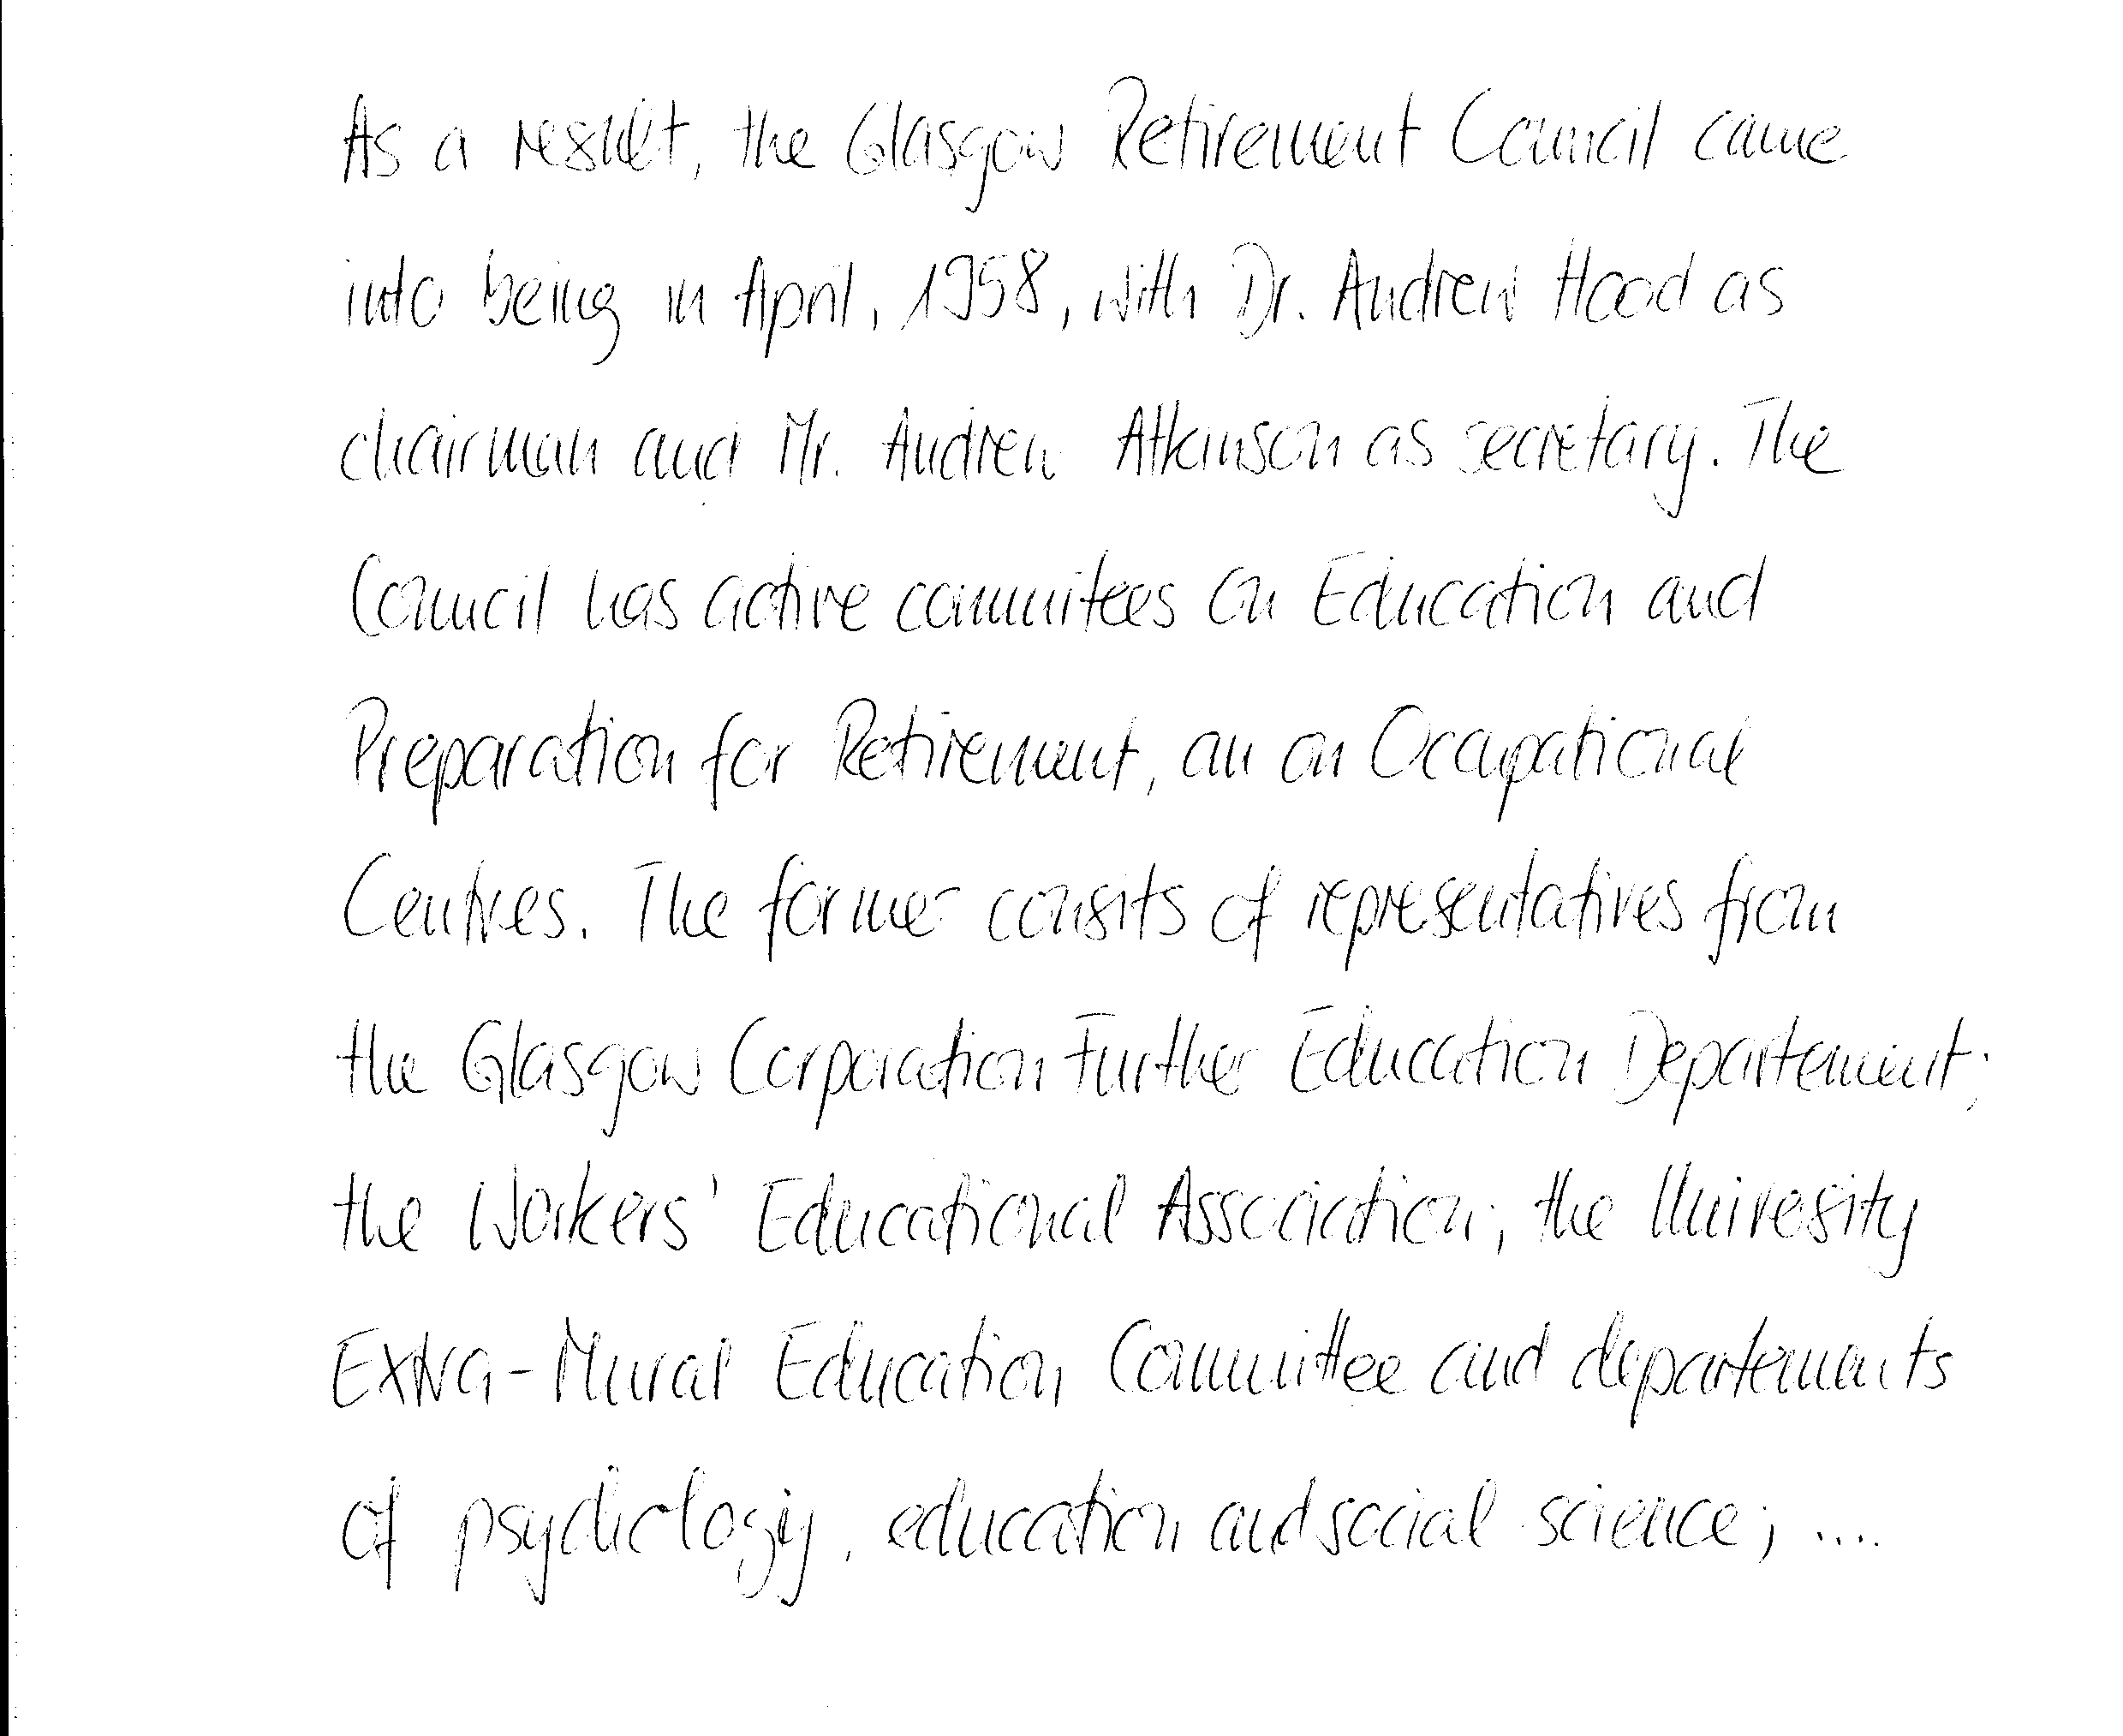 As a result, the Glasgow Retirement Council came
into being in April, 1958, with Dr. Andrew Hood as
chairman and Mr. Andrew Atkinson as secretary. The
Council has active commitees on Education and
Preparation for Retirement, an on Occupational
Centres. The former consits of representatives from
the Glasgow Corporation Further Education Departement;
the Workers' Educational Association; the Univesity
Extra-Mural Education Committee and departements
of psychology, education and social science; ....